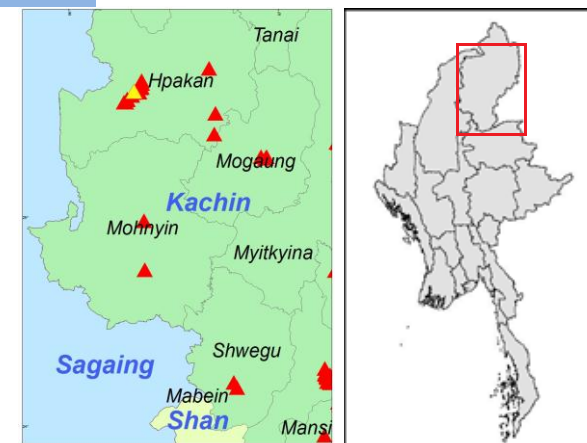 Tanai
Hpakan
Mogaung
Kachin
Mohnyin
Myitkyina
Shwegu
Sagaing
Mabein
Shan
Mansi